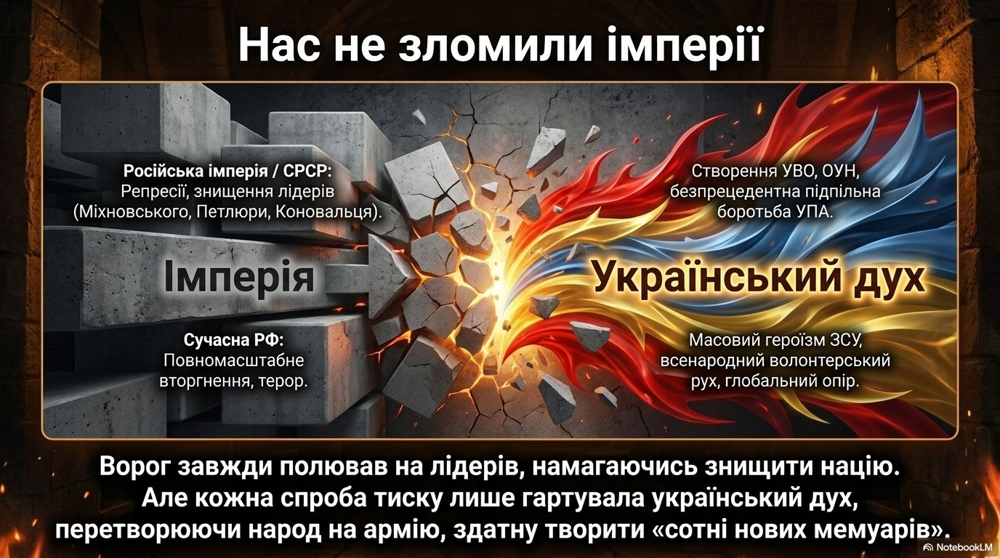 Нас не зломили імперії
Російська імперія / СРСР:
Репресії, знищення лідерів
(Міхновського, Петлюри, Коновальця).
Імперія
Сучасна РФ:
Повномасштабне
вторгнення, терор.
Створення УВО, ОУН,
безпрецедентна підпільна
боротьба УПА.
Український дух
Масовий героїзм ЗСУ,
всенародний волонтерський
рух, глобальний опір.
Ворог завжди полював на лідерів, намагаючись знищити націю.
Але кожна спроба тиску лише гартувала український дух,
перетворюючи народ на армію, здатну творити «сотні нових мемуарів».
NotebookLM